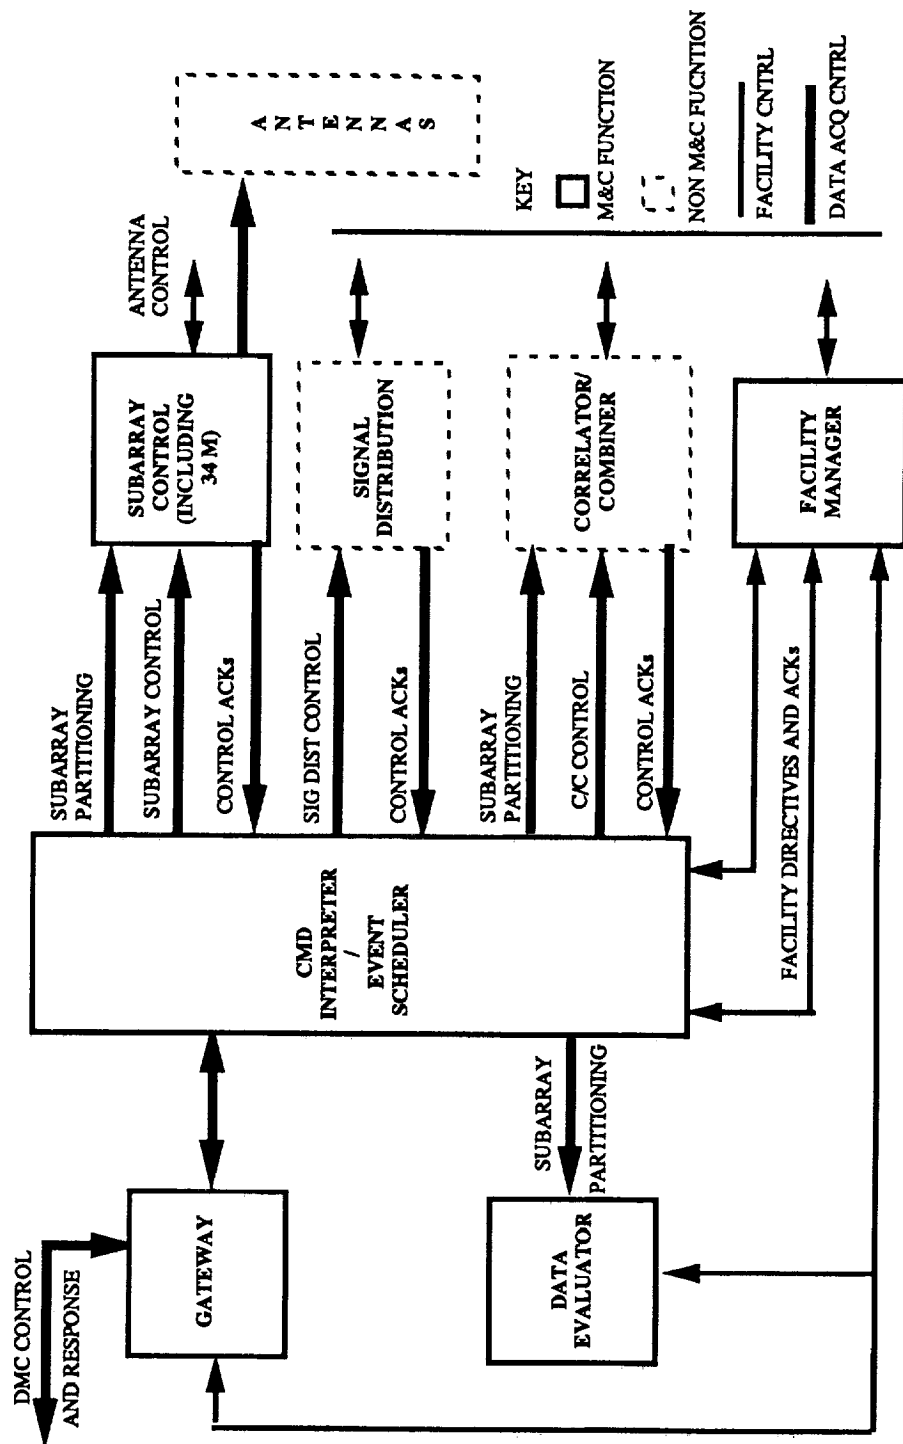 DMC CONTROL
AND RESPONSE
GATEWAY
DATA
EVALUATOR
SUBARRAY
PARTITIONING
CMD
INTERPRETER
/
EVENT
SCHEDULER
SUBARRAY
PARTITIONING
SUBARRAY CONTROL
CONTROL ACKs
SIG DIST CONTROL
CONTROL ACKs
SUBARRAY
PARTITIONING
C/C CONTROL
CONTROL ACKs
FACILITY DIRECTIVES AND ACKs
SUBARRAY
CONTROL
(INCLUDING
34 M)
SIGNAL
DISTRIBUTION
CORRELATOR/
COMBINER
FACILITY
MANAGER
ANTENNA
CONTROL
A
N
T
E
N
N
A
S
KEY
M&C FUNCTION
NON M&C FUCNTION
FACILITY CNTRL
DATA ACQ CNTRL